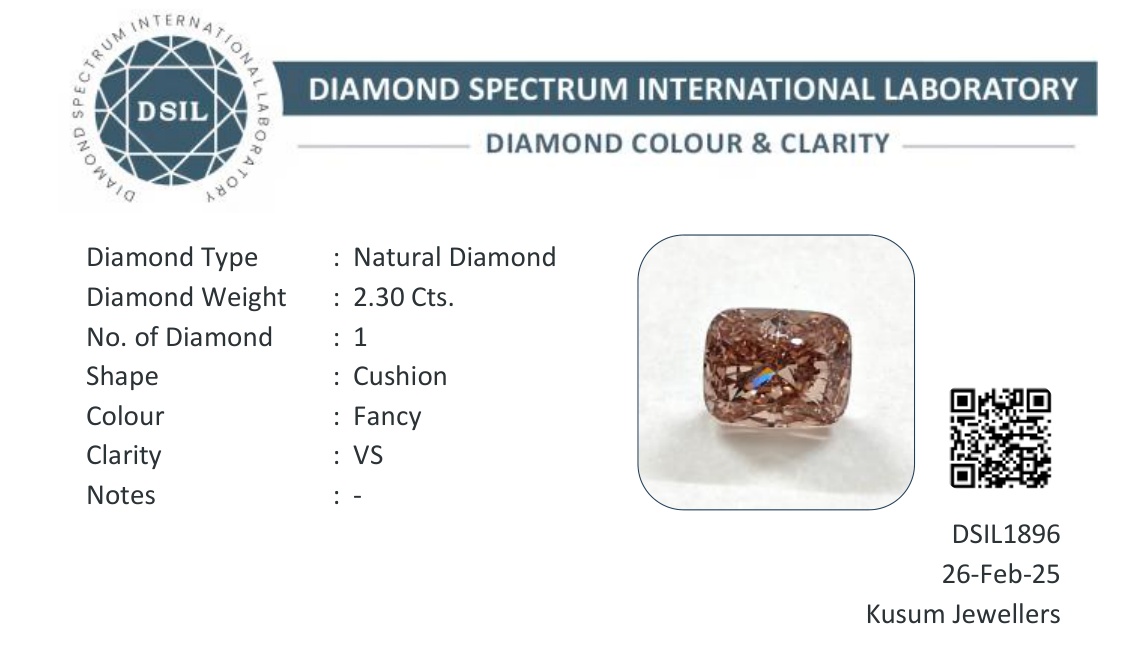 DIAMOND SPECTRUM INTERNATIONAL LABORATORY
DSIL
DIAMOND SPECTRUM INTERNATIONAL LABORATORY
DIAMOND COLOUR & CLARITY
Diamond Type : Natural Diamond
Diamond Weight : 2.30 Cts.
No. of Diamond : 1
Shape : Cushion
Colour : Fancy
Clarity : VS
Notes : -
DSIL1896
26-Feb-25
Kusum Jewellers